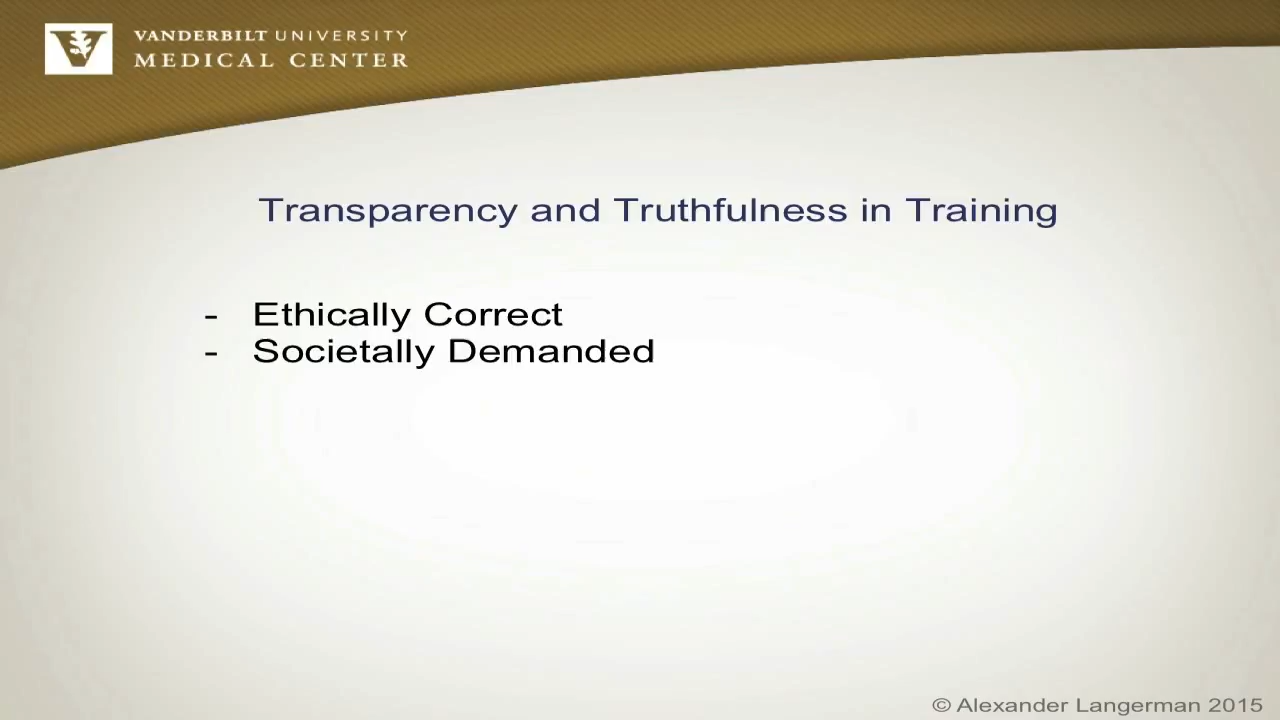 VANDERBILT UNIVERSITY
MEDICAL CENTER
Transparency and Truthfulness in Training
- Ethically Correct
- Societally Demanded
© Alexander Langerman 2015